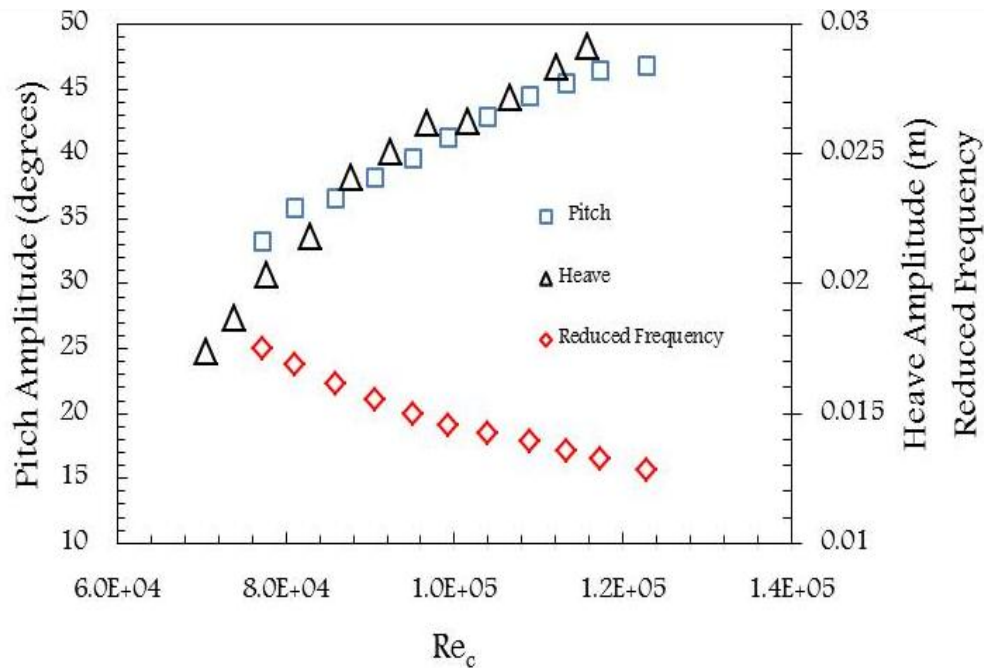 50
45
40
35
30
25
20
15
10
Pitch Amplitude (degrees)
0.03
0.025
0.02
0.015
0.01
Heave Amplitude (m)
Reduced Frequency
Pitch
Heave
Reduced Frequency
6.0E+04 8.0E+04 1.0E+05 1.2E+05 1.4E+05
Re_c